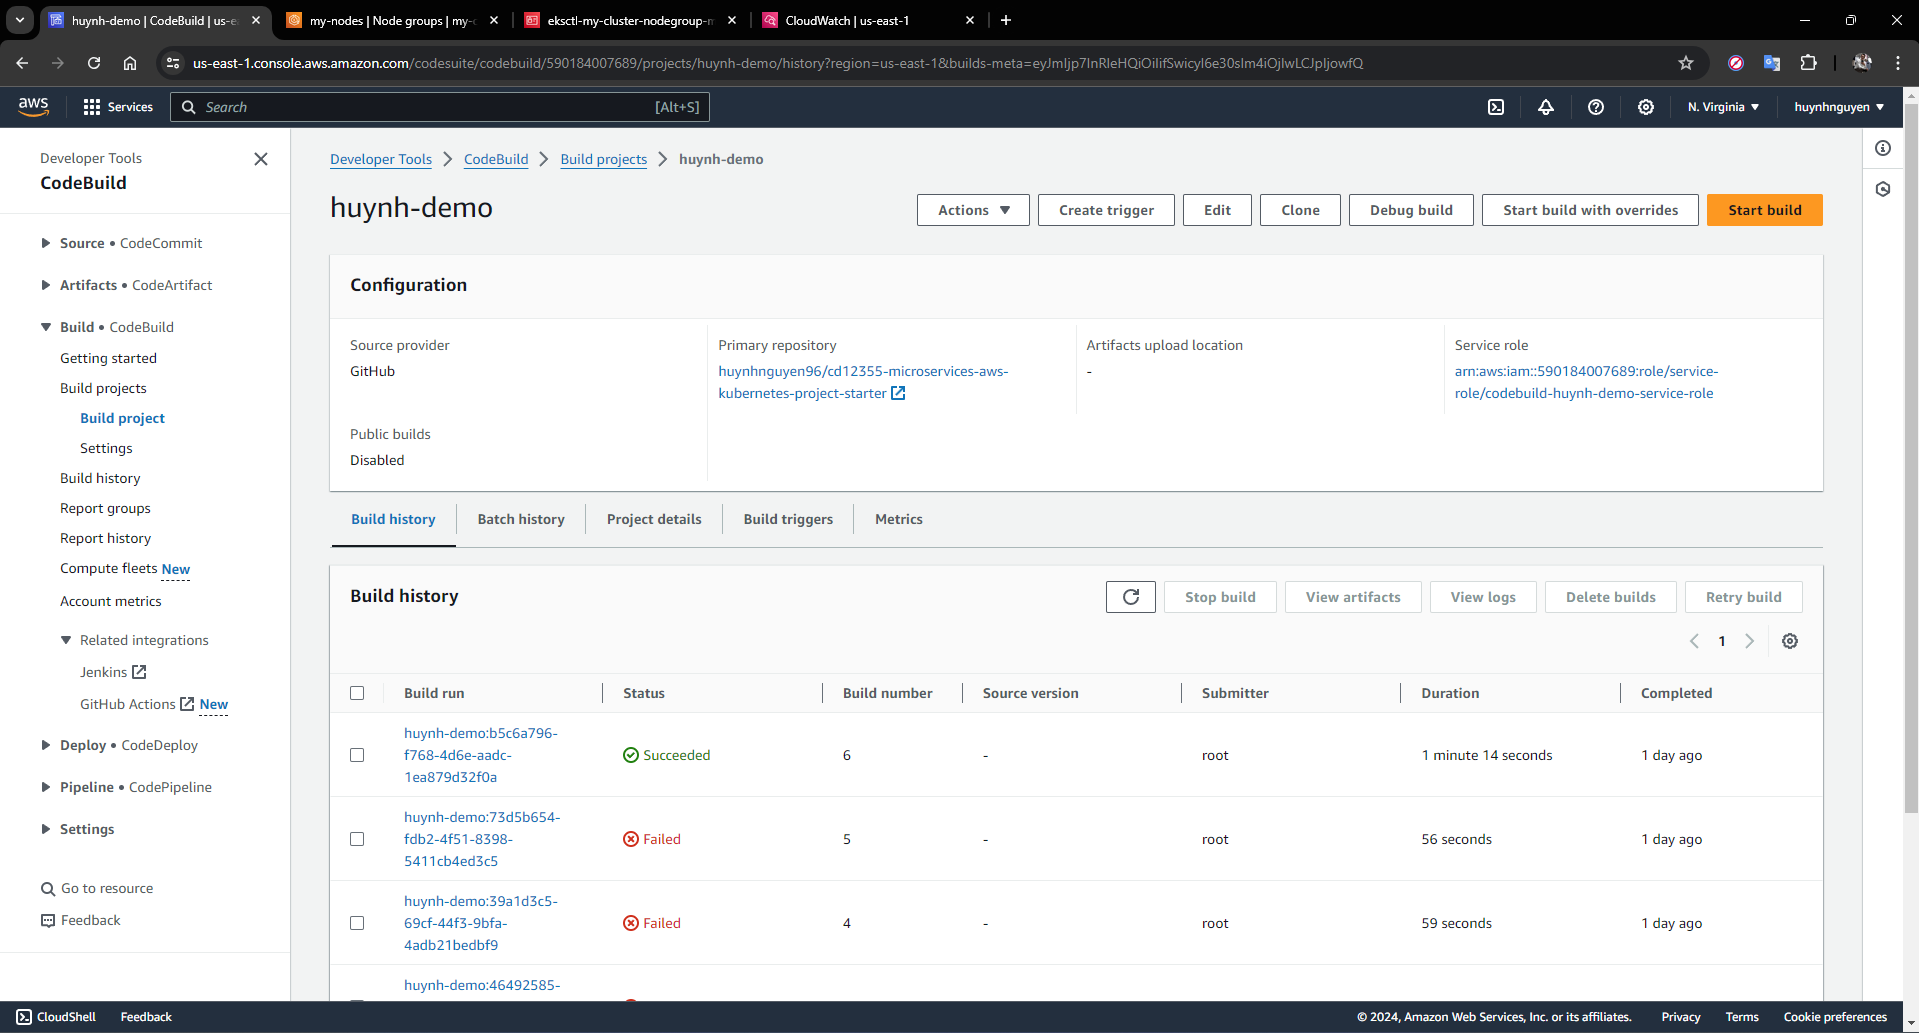 huynh-demo | CodeBuild | us-e
my-nodes | Node groups | my-c
eksctl-my-cluster-nodegroup-m
CloudWatch | us-east-1
us-east-1.console.aws.amazon.com/codesuite/codebuild/590184007689/projects/huynh-demo/history?region=us-east-1&builds-meta=eyJmIjp7InRleHQiOiIifSwicyI6e30sIm4iOjIwLCJpIjowfQ
aws
Services
Search
[Alt+S]
N. Virginia
huynhnguyen
Developer Tools
CodeBuild
Source • CodeCommit
Artifacts • CodeArtifact
Build • CodeBuild
Getting started
Build projects
Build project
Settings
Build history
Report groups
Report history
Compute fleets New
Account metrics
Related integrations
Jenkins
GitHub Actions New
Deploy • CodeDeploy
Pipeline • CodePipeline
Settings
Go to resource
Feedback
Developer Tools
CodeBuild
Build projects
huynh-demo
huynh-demo
Actions
Create trigger
Edit
Clone
Debug build
Start build with overrides
Start build
Configuration
Source provider
GitHub
Primary repository
huynhnguyen96/cd12355-microservices-aws-
kubernetes-project-starter
Artifacts upload location
-
Service role
arn:aws:iam::590184007689:role/service-
role/codebuild-huynh-demo-service-role
Public builds
Disabled
Build history
Batch history
Project details
Build triggers
Metrics
Build history
Stop build
View artifacts
View logs
Delete builds
Retry build
1
Build run
Status
Build number
Source version
Submitter
Duration
Completed
huynh-demo:b5c6a796-
f768-4d6e-aadc-
1ea879d32f0a
Succeeded
6
-
root
1 minute 14 seconds
1 day ago
huynh-demo:73d5b654-
fdb2-4f51-8398-
5411cb4ed3c5
Failed
5
-
root
56 seconds
1 day ago
huynh-demo:39a1d3c5-
69cf-44f3-9bfa-
4adb21bedbf9
Failed
4
-
root
59 seconds
1 day ago
huynh-demo:46492585-
CloudShell
Feedback
© 2024, Amazon Web Services, Inc. or its affiliates.
Privacy
Terms
Cookie preferences